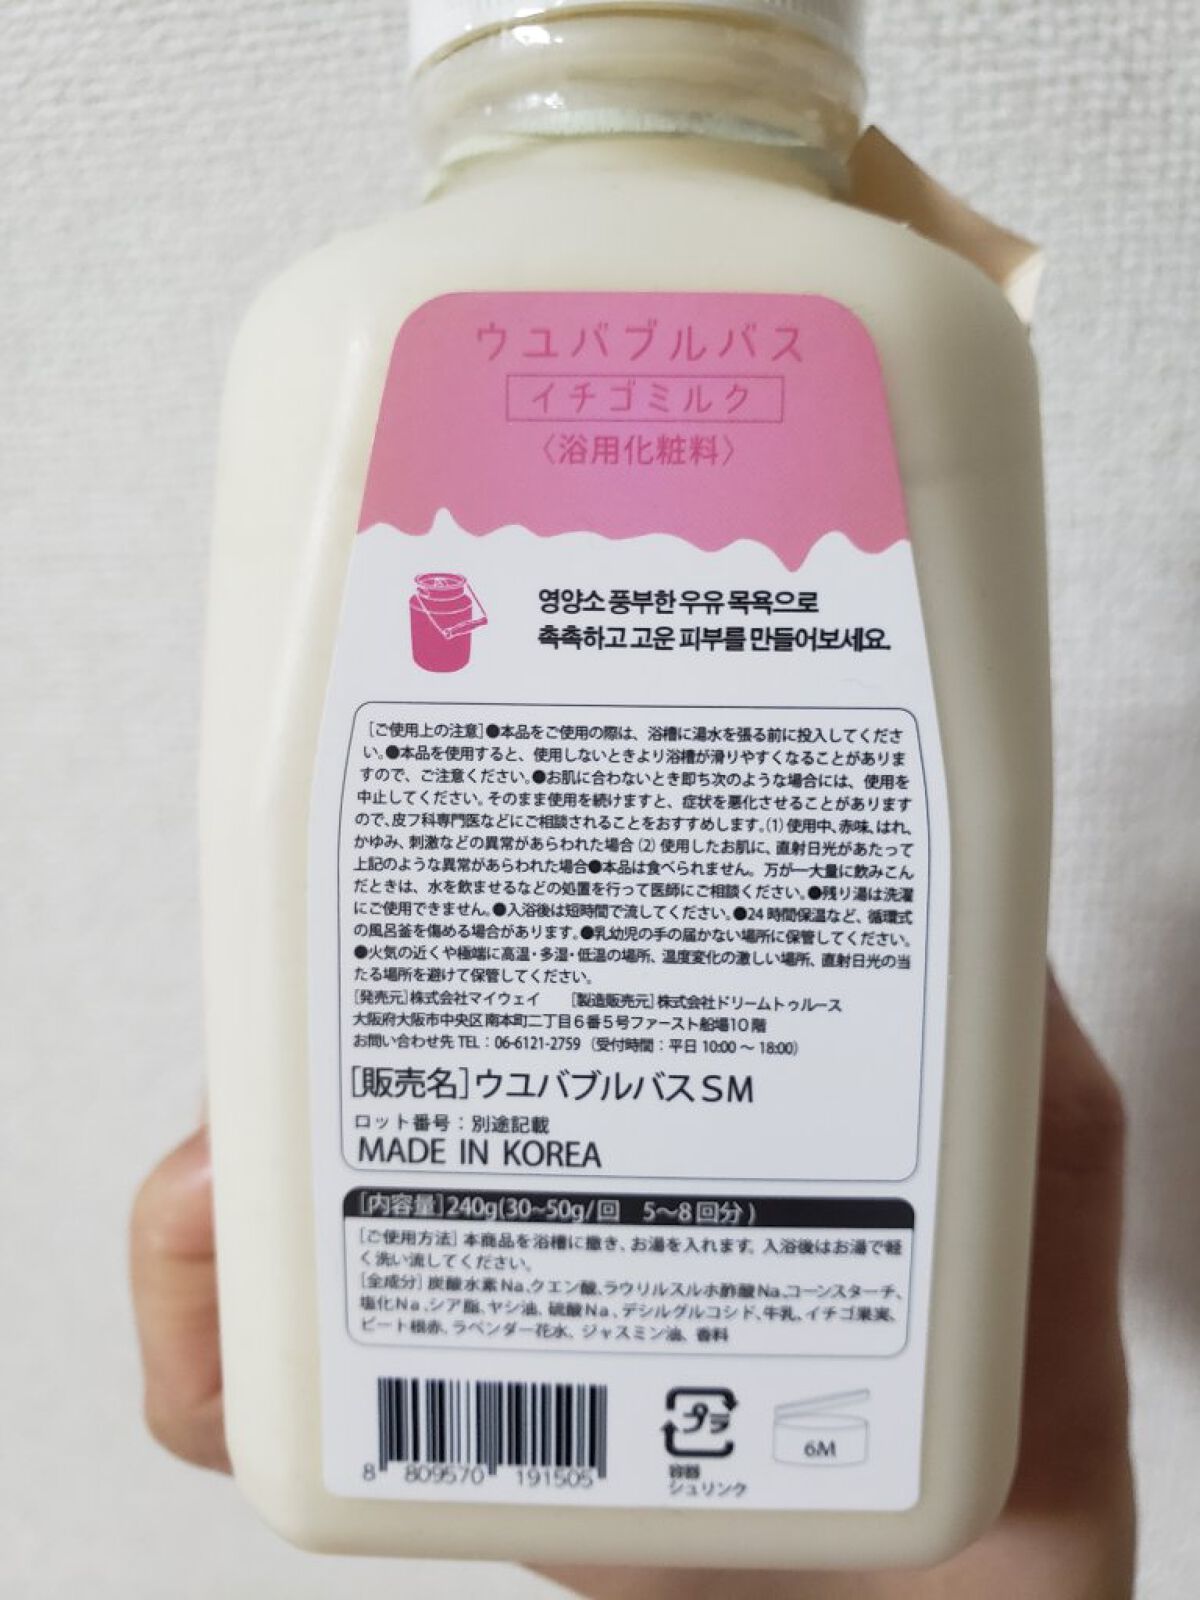 ウユバブルバス
イチゴミルク
〈浴用化粧料〉
영양소 풍부한 우유 목욕으로
촉촉하고 고운 피부를 만들어보세요.
［ご使用上の注意］●本品をご使用の際は、浴槽に湯水を張る前に投入してくださ
い。●本品を使用すると、使用しないときより浴槽が滑りやすくなることがありま
すので、ご注意ください。●お肌に合わないとき即ち次のような場合には、使用を
中止してください。そのまま使用を続けますと、症状を悪化させることがあります
ので、皮フ科専門医などにご相談されることをおすすめします。（1）使用中、赤味、はれ、
かゆみ、刺激などの異常があらわれた場合（2）使用したお肌に、直射日光があたって
上記のような異常があらわれた場合●本品は食べられません。万が一大量に飲みこん
だときは、水を飲ませるなどの処置を行って医師にご相談ください。●残り湯は洗濯
にご使用できません。●入浴後は短時間で流してください。●24時間保温など、循環式
の風呂釜を傷める場合があります。●乳幼児の手の届かない場所に保管してください。
●火気の近くや極端に高温・多湿・低温の場所、温度変化の激しい場所、直射日光の当
たる場所を避けて保管してください。
［発売元］株式会社マイウェイ ［製造販売元］株式会社ドリームトゥルース
大阪府大阪市中央区南本町二丁目6番5号ファースト船場10階
お問い合わせ先 TEL：06-6121-2759（受付時間：平日 10:00 〜 18:00）
［販売名］ウユバブルバスSM
ロット番号：別途記載
MADE IN KOREA
［内容量］240g(30~50g/回 5〜8回分)
［ご使用方法］本商品を浴槽に撒き、お湯を入れます。入浴後はお湯で軽
く洗い流してください。
［全成分］炭酸水素Na、クエン酸、ラウリルスルホ酢酸Na、コーンスターチ、
塩化Na、シア脂、ヤシ油、硫酸Na、デシルグルコシド、牛乳、イチゴ果実、
ビート根赤、ラベンダー花水、ジャスミン油、香料
8 809570 191505
プラ
容器
シュリンク
6M